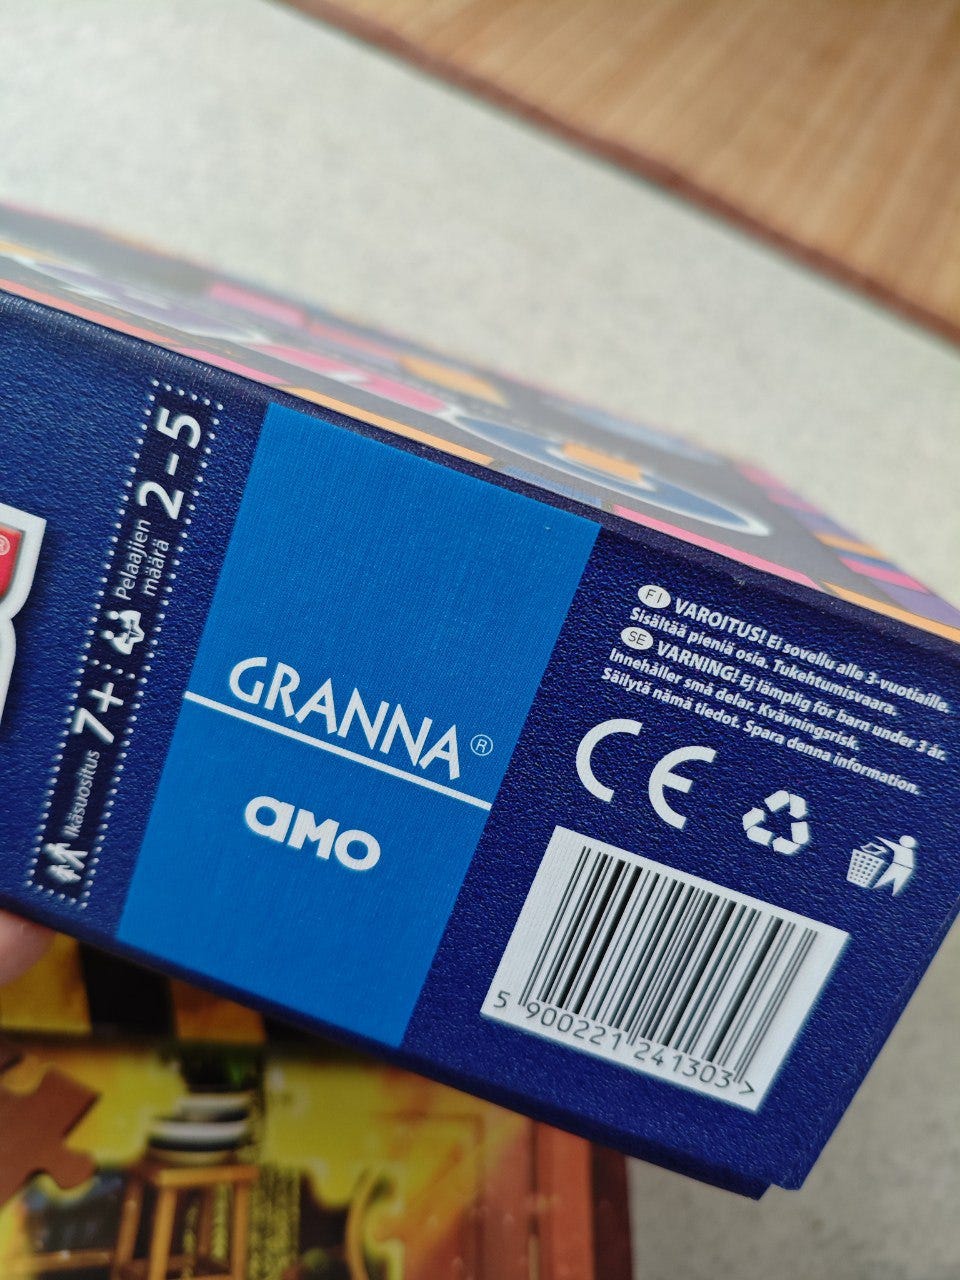 Ikäsuositus 7+
Pelaajien
määrä 2-5
GRANNA®
amo
FI VAROITUS! Ei sovellu alle 3-vuotiaille.
Sisältää pieniä osia. Tukehtumisvaara.
SE VARNING! Ej lämplig för barn under 3 år.
Innehåller små delar. Kvävningsrisk.
Säilytä nämä tiedot. Spara denna information.
CE
5 900221 241303 >
®